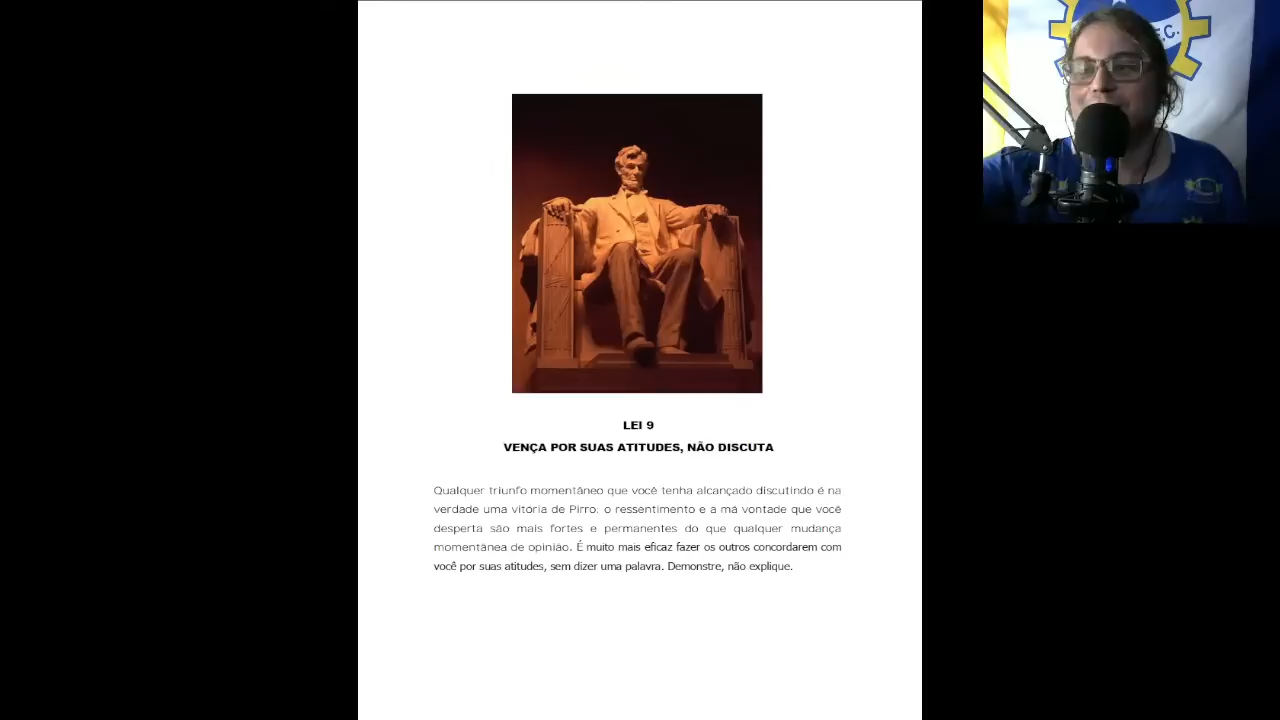 LEI 9
VENÇA POR SUAS ATITUDES, NÃO DISCUTA
Qualquer triunfo momentâneo que você tenha alcançado discutindo é na
verdade uma vitória de Pirro: o ressentimento e a má vontade que você
desperta são mais fortes e permanentes do que qualquer mudança
momentânea de opinião. É muito mais eficaz fazer os outros concordarem com
você por suas atitudes, sem dizer uma palavra. Demonstre, não explique.
E.C.